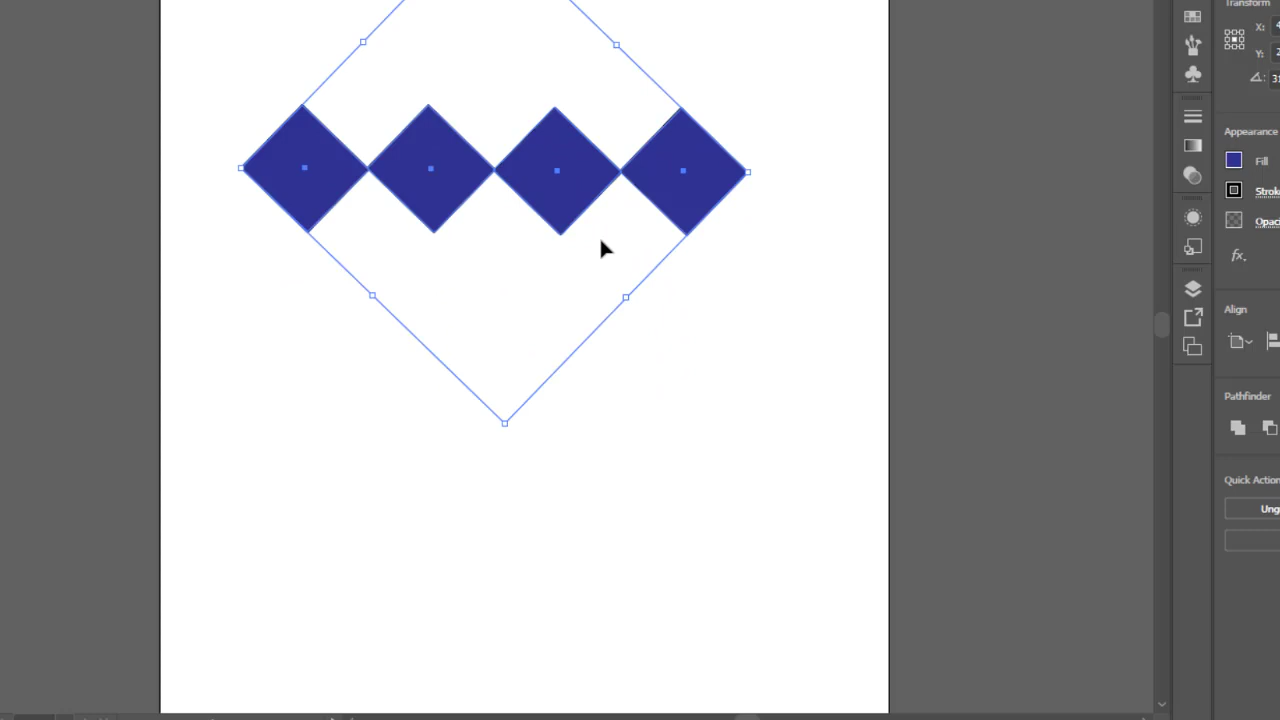 Transform
X:
Y:
Appearance
Fill
Strok
Opac
fx.
Align
Pathfinder
Quick Action
Ung